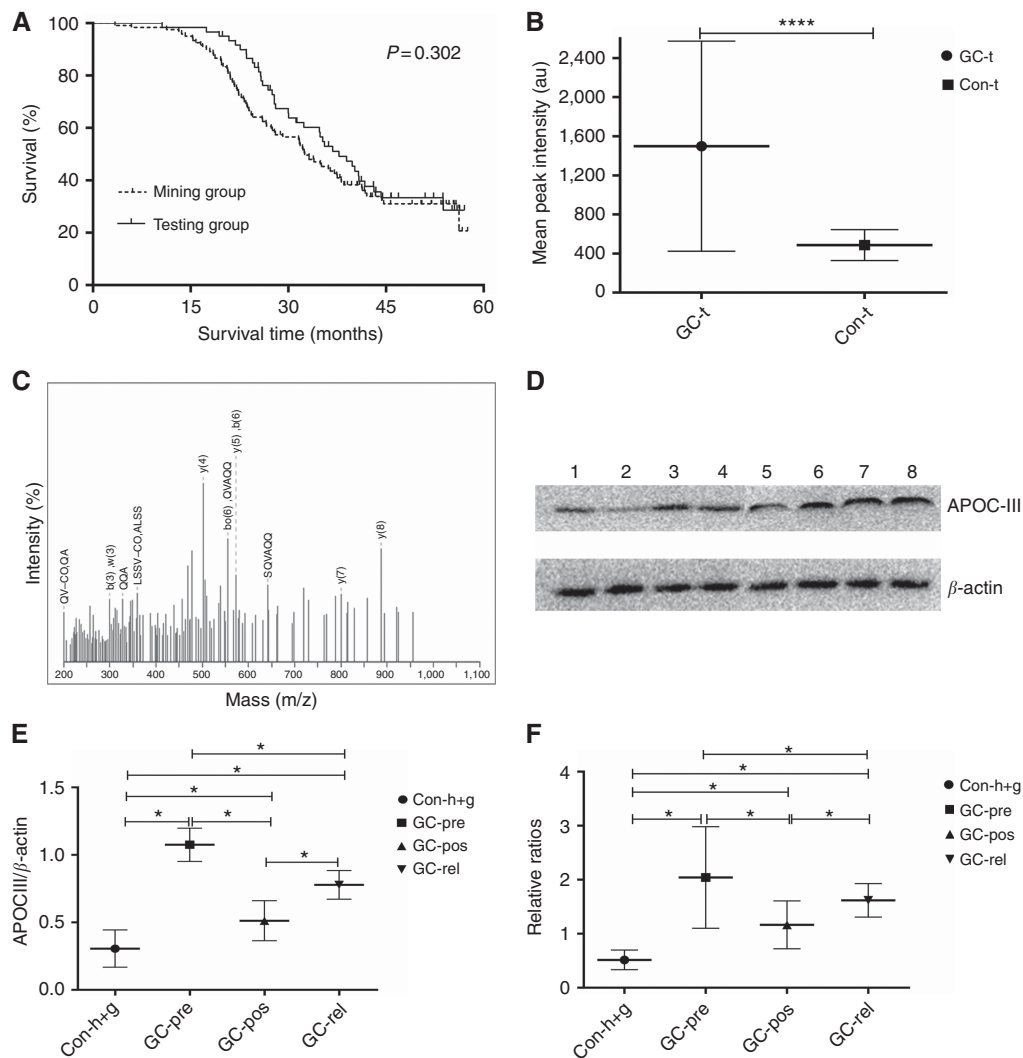 A
100
80
60
40
20
0
Survival (%)
P=0.302
Mining group
Testing group
0 15 30 45 60
Survival time (months)
B
****
2,400
2,000
1,600
1,200
800
400
0
Mean peak intensity (au)
GC-t
Con-t
GC-t
Con-t
C
Intensity (%)
QV–CO,QA
b(3) ,w(3)
QQA
LSSV–CO,ALSS
y(4)
bo(6) ,QVAQQ
y(5) ,b(6)
SQVAQQ
y(7)
y(8)
200 300 400 500 600 700 800 900 1,000 1,100
Mass (m/z)
D
1 2 3 4 5 6 7 8
APOC-III
β-actin
E
*
*
*
* *
*
1.5
1.0
0.5
0.0
APOCIII/β-actin
Con-h+g
GC-pre
GC-pos
GC-rel
Con-h+g
GC-pre
GC-pos
GC-rel
F
*
*
*
* * *
4
3
2
1
0
Relative ratios
Con-h+g
GC-pre
GC-pos
GC-rel
Con-h+g
GC-pre
GC-pos
GC-rel